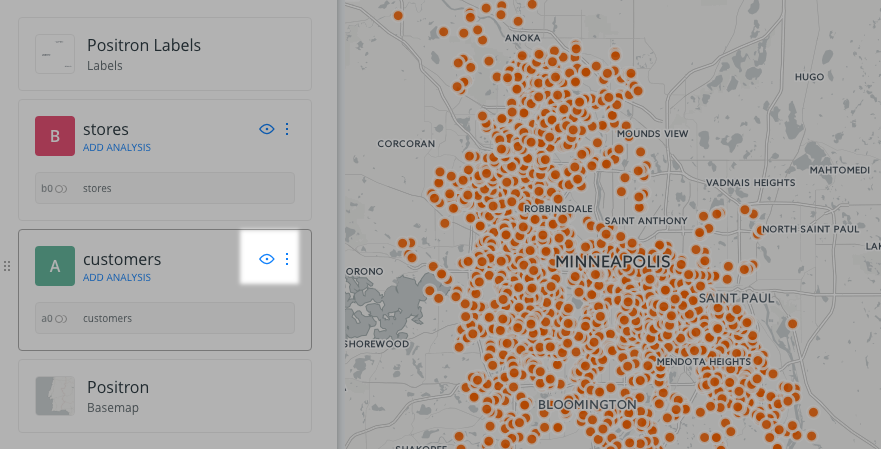 Positron Labels
Labels
B
stores
ADD ANALYSIS
b0
stores
A
customers
ADD ANALYSIS
a0
customers
Positron
Basemap
ANOKA
HUGO
MOUNDS VIEW
CORCORAN
MAHTOMEDI
VADNAIS HEIGHTS
ROBBINSDALE
SAINT ANTHONY
NORTH SAINT PAUL
LAK
MINNEAPOLIS
ORONO
SAINT PAUL
SHOREWOOD
MENDOTA HEIGHTS
BLOOMINGTON
SHAKOPEE